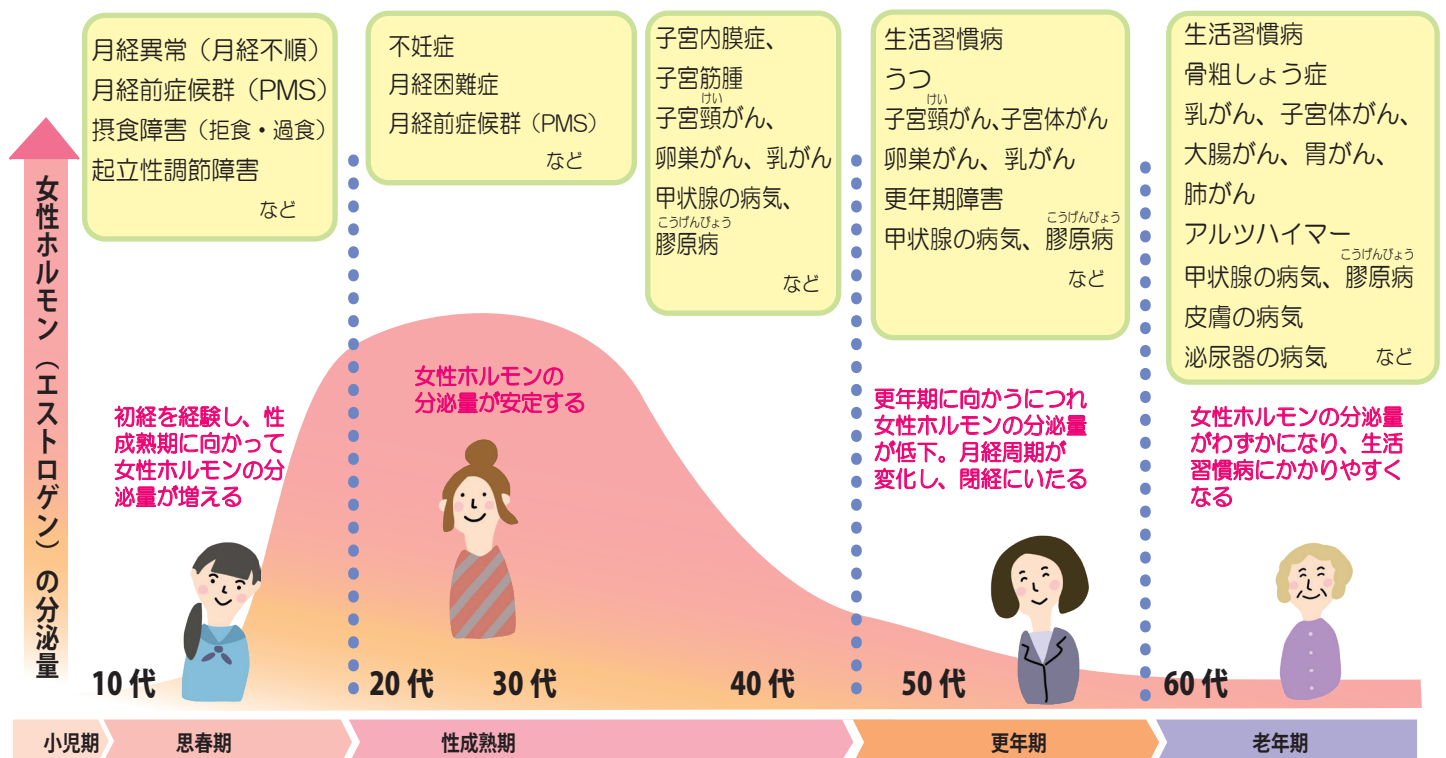 女性ホルモン（エストロゲン）の分泌量
月経異常（月経不順）
月経前症候群（PMS）
摂食障害（拒食・過食）
起立性調節障害
など
不妊症
月経困難症
月経前症候群（PMS）
など
子宮内膜症、
子宮筋腫
けい
子宮頸がん、
卵巣がん、乳がん
甲状腺の病気、
こうげんびょう
膠原病
など
生活習慣病
うつ
けい
子宮頸がん、子宮体がん
卵巣がん、乳がん
更年期障害
こうげんびょう
甲状腺の病気、膠原病
など
生活習慣病
骨粗しょう症
乳がん、子宮体がん、
大腸がん、胃がん、
肺がん
アルツハイマー
こうげんびょう
甲状腺の病気、膠原病
皮膚の病気
泌尿器の病気 など
初経を経験し、性
成熟期に向かって
女性ホルモンの分
泌量が増える
女性ホルモンの
分泌量が安定する
更年期に向かうにつれ
女性ホルモンの分泌量
が低下。月経周期が
変化し、閉経にいたる
女性ホルモンの分泌量
がわずかになり、生活
習慣病にかかりやすく
なる
10代 20代 30代 40代 50代 60代
小児期 思春期 性成熟期 更年期 老年期